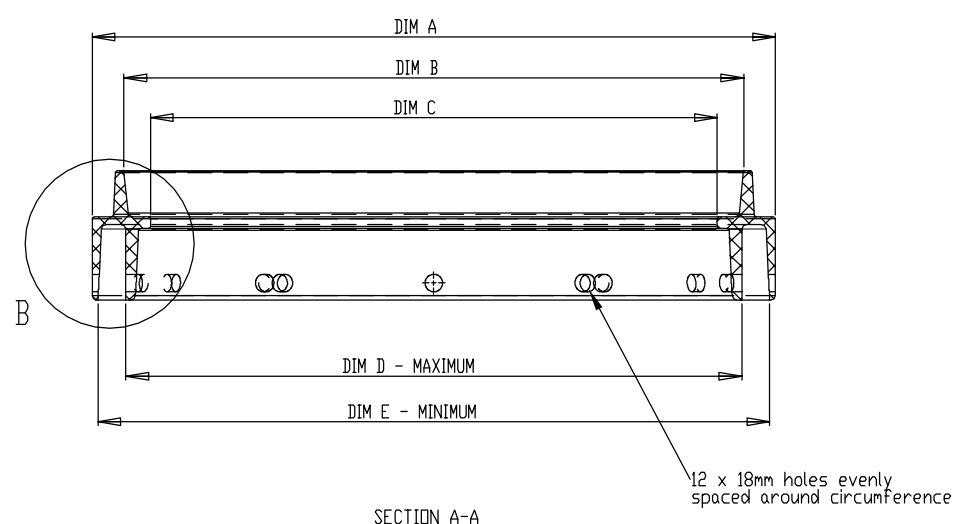 DIM A
DIM B
DIM C
B
DIM D - MAXIMUM
DIM E - MINIMUM
12 x 18mm holes evenly
spaced around circumference
SECTION A-A